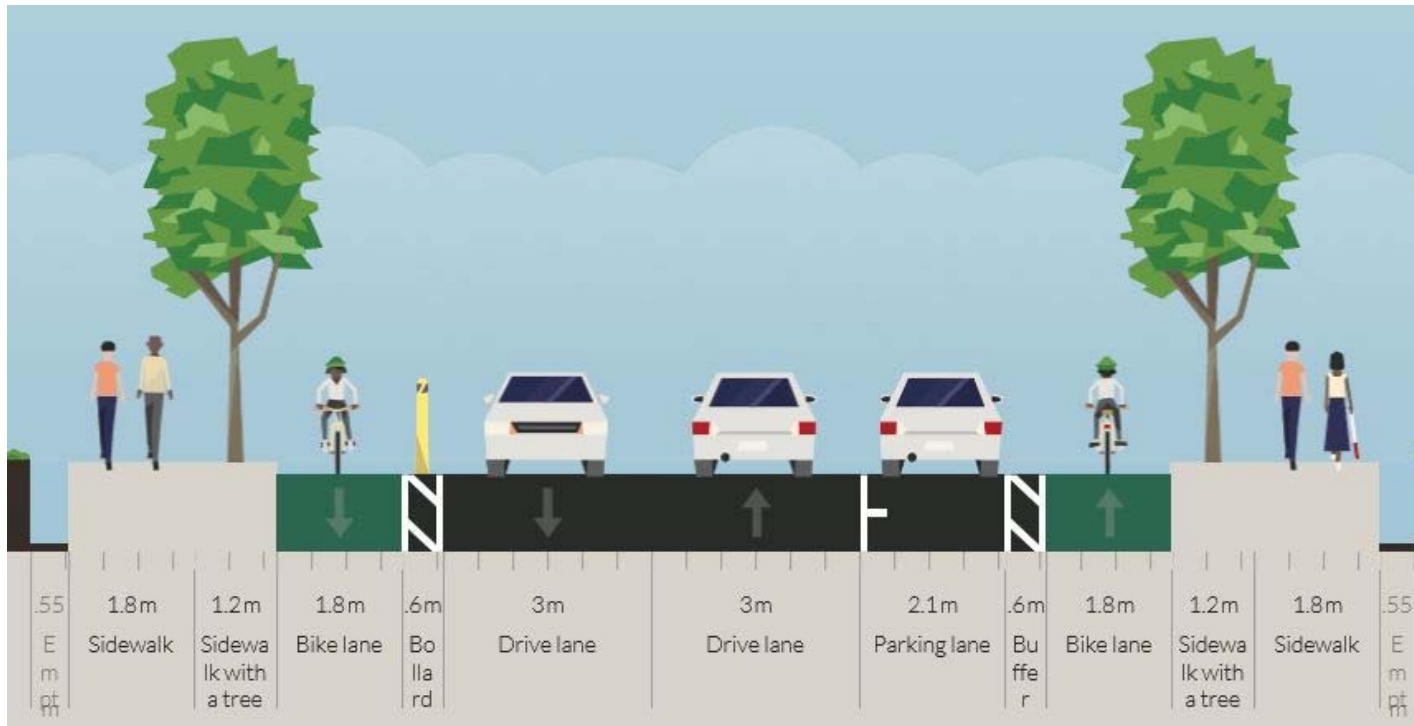 .55
1.8m
1.2m
1.8m
.6m
3m
3m
2.1m
.6m
1.8m
1.2m
1.8m
.55
E
m
pt
Sidewalk
Sidewa
lk with
a tree
Bike lane
Bo
lla
rd
Drive lane
Drive lane
Parking lane
Bu
ffe
r
Bike lane
Sidewa
lk with
a tree
Sidewalk
E
m
pt